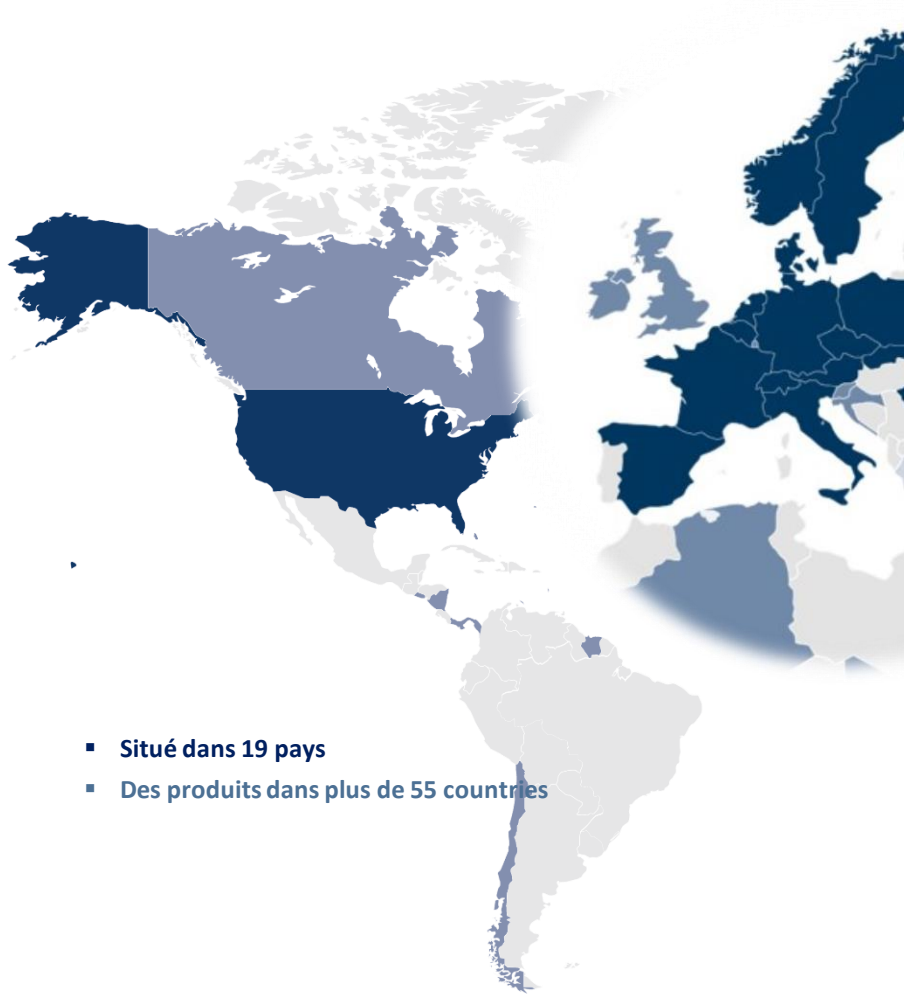 ▪ Situé dans 19 pays
▪ Des produits dans plus de 55 countries